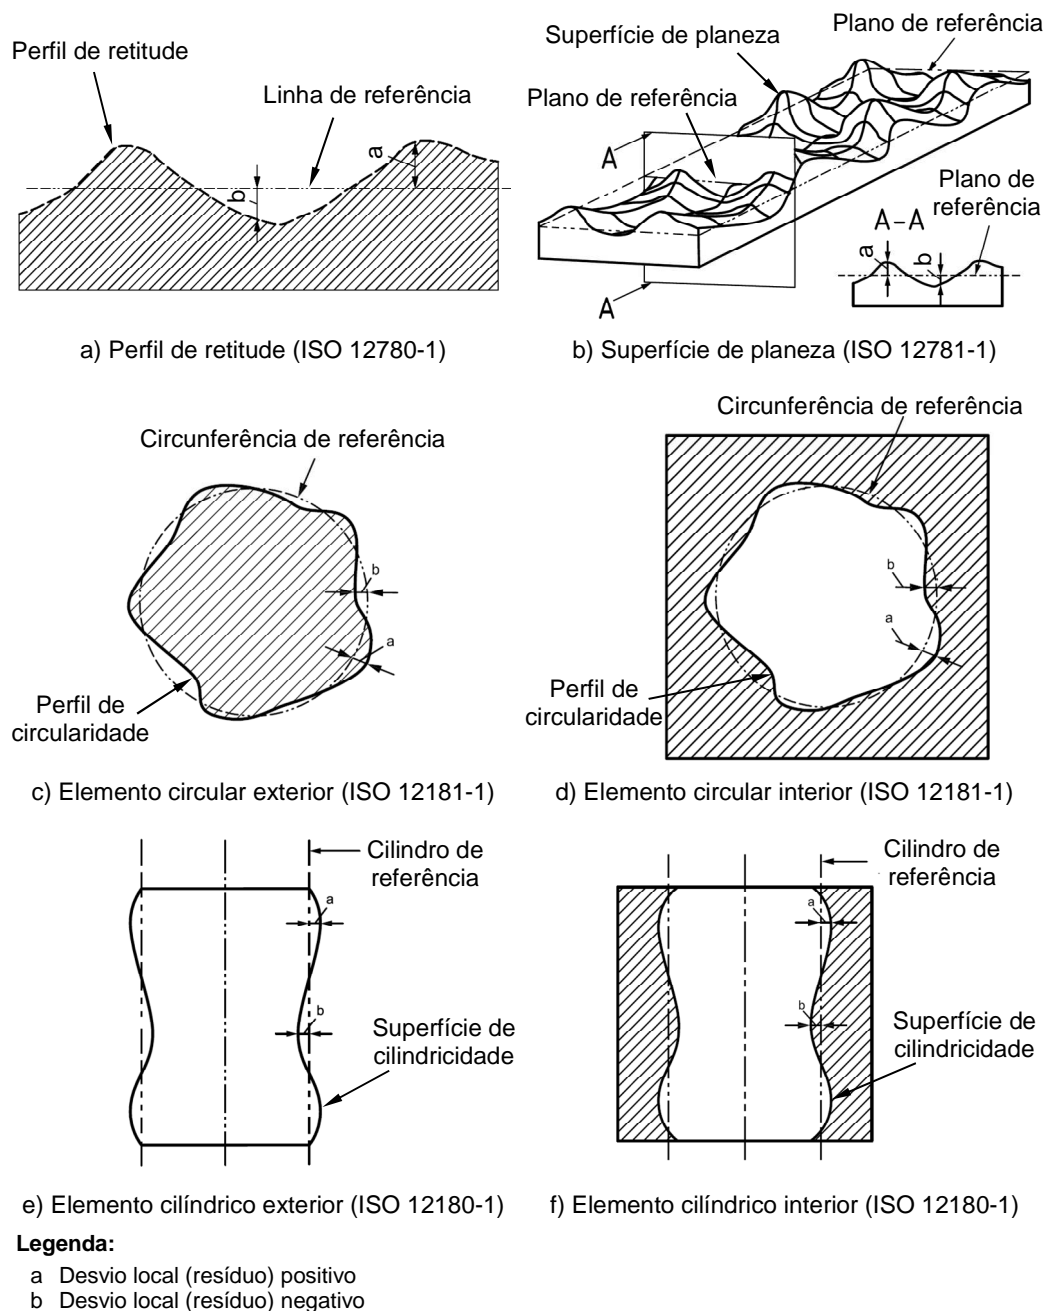 Perfil de retitude
Linha de referência
a
b
a) Perfil de retitude (ISO 12780-1)
Superfície de planeza
Plano de referência
Plano de referência
A
A
Plano de
referência
A-A
a
b
b) Superfície de planeza (ISO 12781-1)
Circunferência de referência
b
a
Perfil de
circularidade
c) Elemento circular exterior (ISO 12181-1)
Circunferência de referência
b
a
Perfil de
circularidade
d) Elemento circular interior (ISO 12181-1)
Cilindro de
referência
a
b
Superfície de
cilindricidade
e) Elemento cilíndrico exterior (ISO 12180-1)
Cilindro de
referência
a
b
Superfície de
cilindricidade
f) Elemento cilíndrico interior (ISO 12180-1)
Legenda:
a Desvio local (resíduo) positivo
b Desvio local (resíduo) negativo